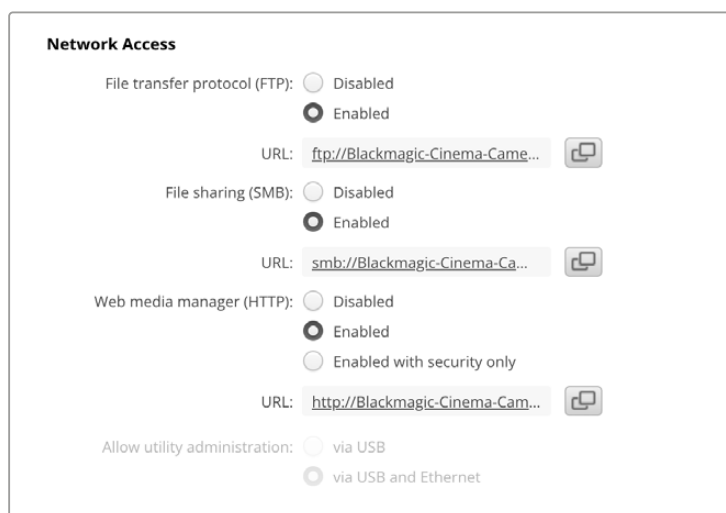 Network Access
File transfer protocol (FTP): Disabled
Enabled
URL: ftp://Blackmagic-Cinema-Came...
File sharing (SMB): Disabled
Enabled
URL: smb://Blackmagic-Cinema-Ca...
Web media manager (HTTP): Disabled
Enabled
Enabled with security only
URL: http://Blackmagic-Cinema-Cam...
Allow utility administration: via USB
via USB and Ethernet